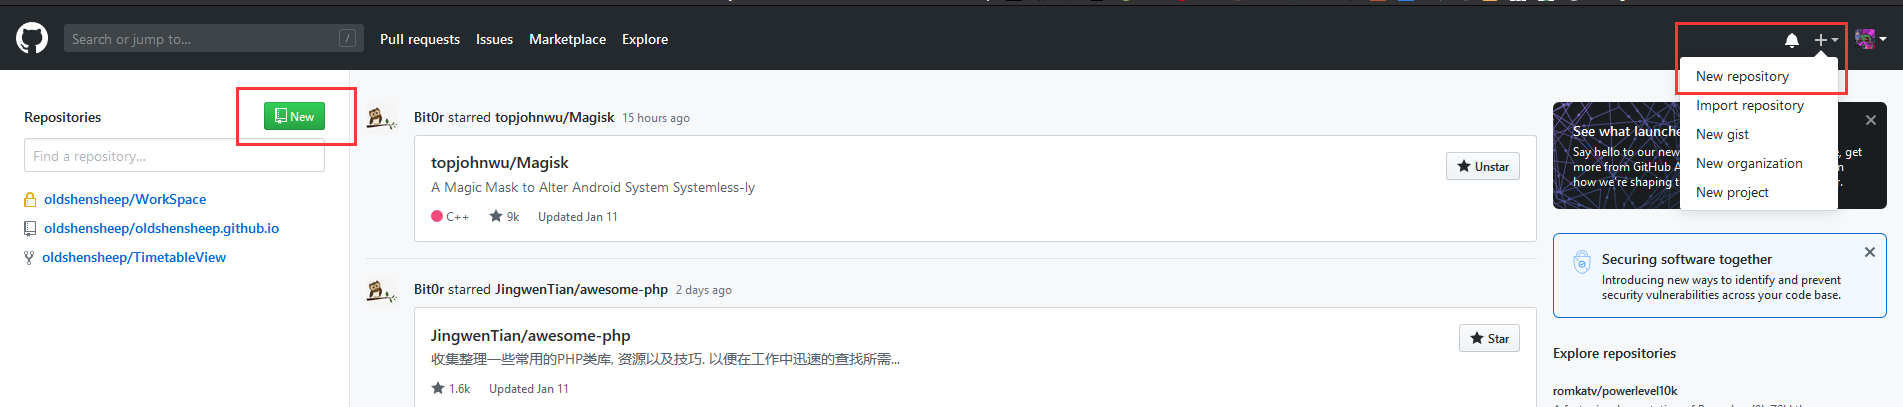 Search or jump to...
/
Pull requests
Issues
Marketplace
Explore
New repository
Import repository
New gist
New organization
New project
Repositories
New
Find a repository...
oldshensheep/WorkSpace
oldshensheep/oldshensheep.github.io
oldshensheep/TimetableView
Bit0r starred topjohnwu/Magisk 15 hours ago
topjohnwu/Magisk
Unstar
A Magic Mask to Alter Android System Systemless-ly
C++ 9k Updated Jan 11
Bit0r starred JingwenTian/awesome-php 2 days ago
JingwenTian/awesome-php
Star
收集整理一些常用的PHP类库, 资源以及技巧. 以便在工作中迅速的查找所需...
1.6k Updated Jan 11
See what launche
Say hello to our new , get
more from GitHub A n
how we're shaping t r.
Securing software together
Introducing new ways to identify and prevent
security vulnerabilities across your code base.
Explore repositories
romkatv/powerlevel10k